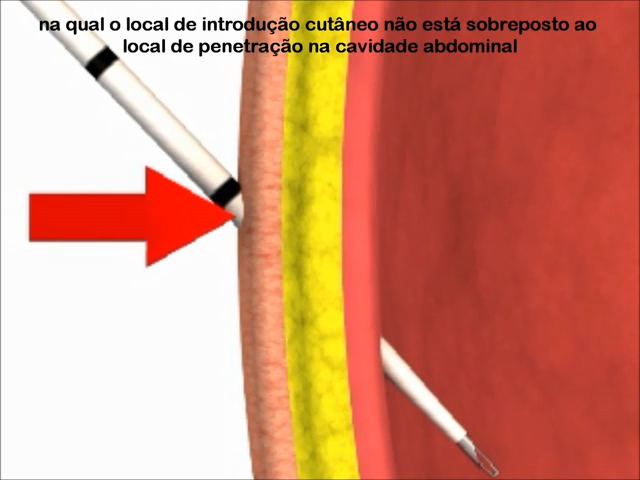 na qual o local de introdução cutâneo não está sobreposto ao
local de penetração na cavidade abdominal